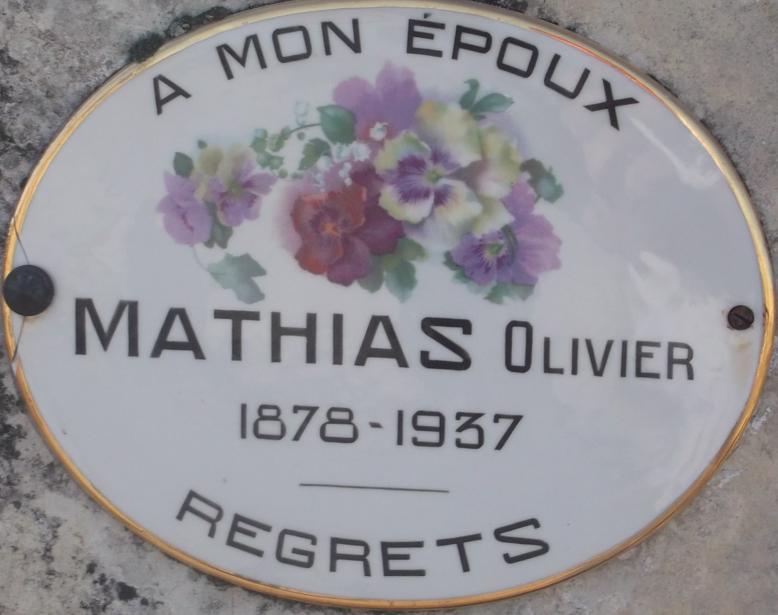 A MON ÉPOUX
MATHIAS OLIVIER
1878-1937
REGRETS